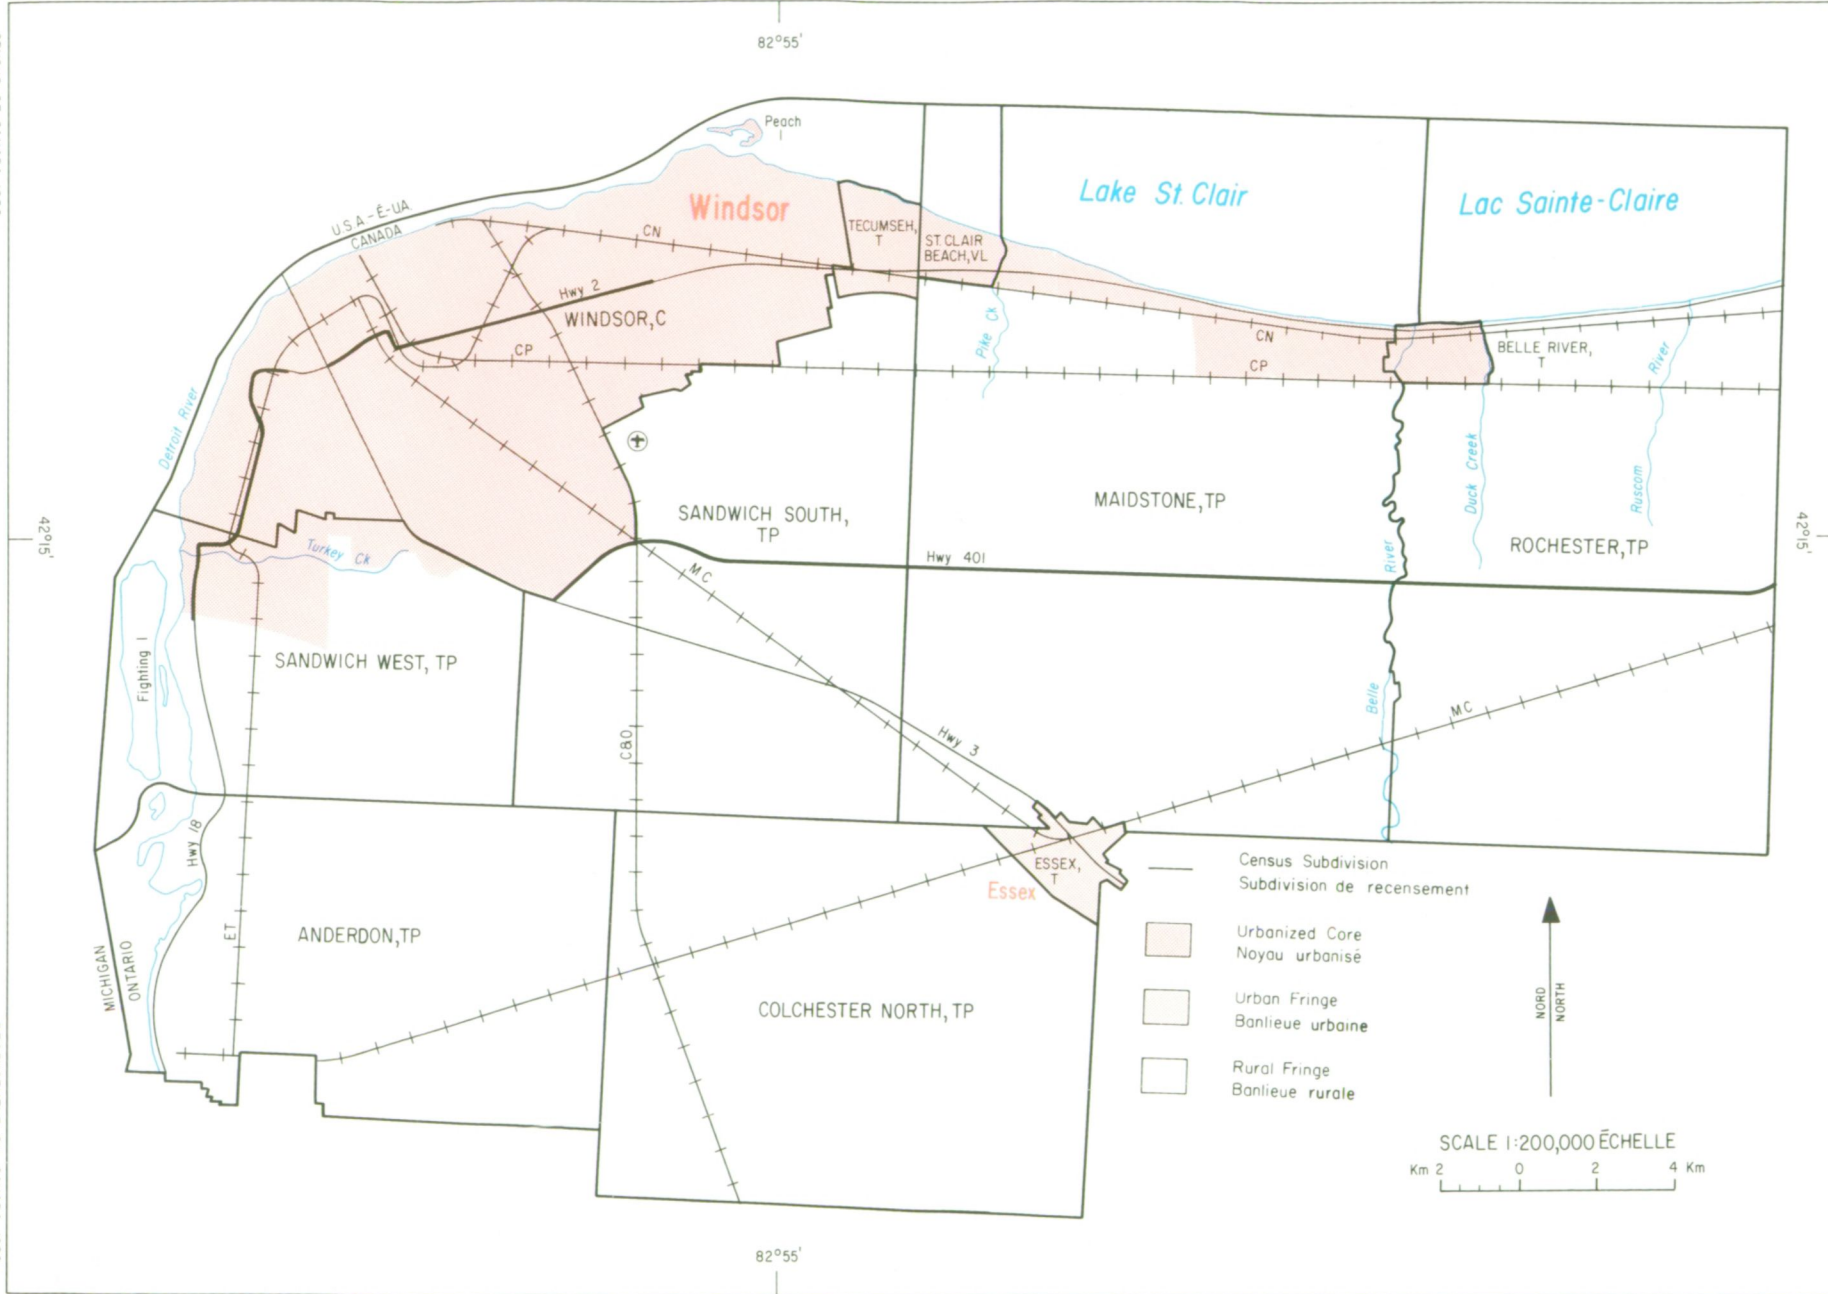 82°55'
Peach
I
Windsor
Lake St. Clair
Lac Sainte-Claire
U.S.A-É-UA.
CANADA
CN
TECUMSEH,
T
ST. CLAIR
BEACH,VL
Hwy 2
WINDSOR,C
CP
Pike Ck
CN
CP
BELLE RIVER,
T
River
Ruscom
Detroit River
Duck Creek
42°15'
42°15'
SANDWICH SOUTH,
TP
MAIDSTONE,TP
ROCHESTER,TP
Turkey Ck
Hwy 401
MC
River
Belle
Fighting I
SANDWICH WEST, TP
C&O
Hwy 3
MC
Hwy 18
ESSEX,
T
Essex
ET
ANDERDON,TP
MICHIGAN
ONTARIO
COLCHESTER NORTH,TP
Census Subdivision
Subdivision de recensement
Urbanized Core
Noyau urbanisé
Urban Fringe
Banlieue urbaine
Rural Fringe
Banlieue rurale
NORD
NORTH
SCALE 1:200,000 ÉCHELLE
Km 2 0 2 4 Km
82°55'